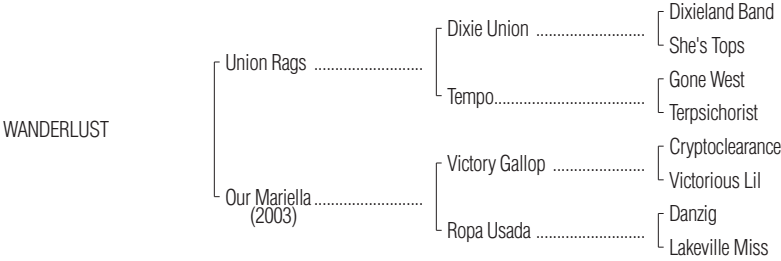 Dixieland Band
Dixie Union ..........................
She's Tops
Union Rags ..........................
Gone West
Tempo....................................
Terpsichorist
WANDERLUST
Cryptoclearance
Victory Gallop ......................
Victorious Lil
Our Mariella..........................
(2003)
Danzig
Ropa Usada ..........................
Lakeville Miss